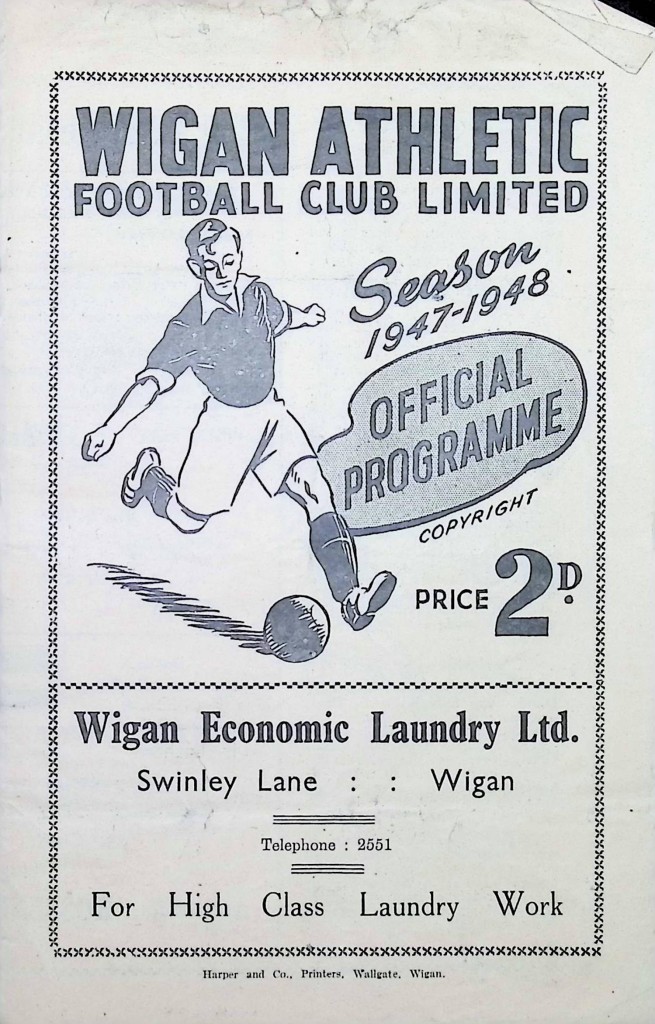 WIGAN ATHLETIC
FOOTBALL CLUB LIMITED
Season
1947-1948
OFFICIAL
PROGRAMME
COPYRIGHT
PRICE 2D.
Wigan Economic Laundry Ltd.
Swinley Lane : : Wigan
Telephone : 2551
For High Class Laundry Work
Harper and Co., Printers, Wallgate, Wigan.